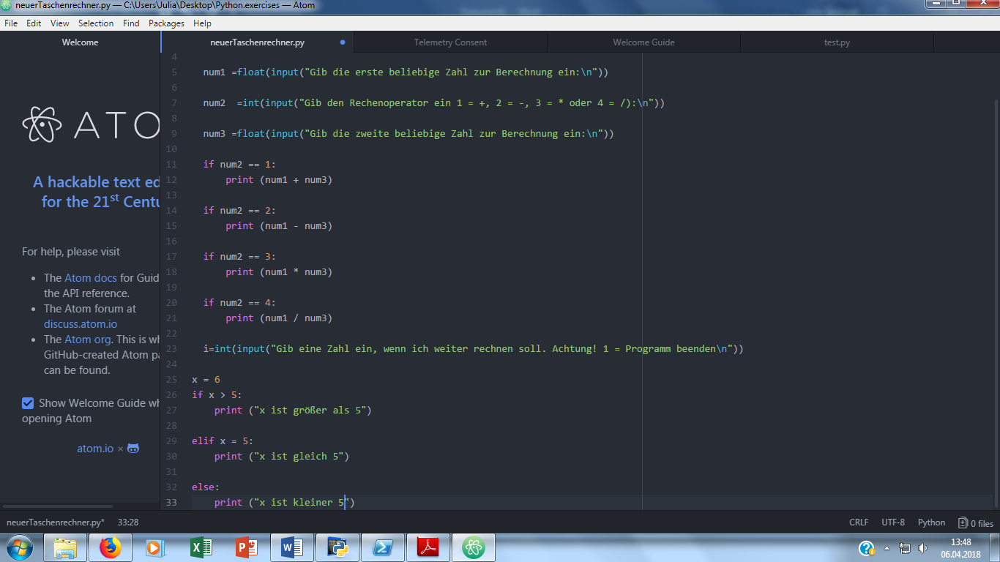 neuerTaschenrechner.py — C:\Users\Julia\Desktop\Python.exercises — Atom
File Edit View Selection Find Packages Help
Welcome
neuerTaschenrechner.py
Telemetry Consent
Welcome Guide
test.py
ATO
A hackable text ed
for the 21st Centu
For help, please visit
• The Atom docs for Guid
the API reference.
• The Atom forum at
discuss.atom.io
• The Atom org. This is wh
GitHub-created Atom pa
can be found.
Show Welcome Guide wh
opening Atom
atom.io ×
4
5 num1 =float(input("Gib die erste beliebige Zahl zur Berechnung ein:\n"))
6
7 num2  =int(input("Gib den Rechenoperator ein 1 = +, 2 = -, 3 = * oder 4 = /):\n"))
8
9 num3 =float(input("Gib die zweite beliebige Zahl zur Berechnung ein:\n"))
10
11 if num2 == 1:
12 print (num1 + num3)
13
14 if num2 == 2:
15 print (num1 - num3)
16
17 if num2 == 3:
18 print (num1 * num3)
19
20 if num2 == 4:
21 print (num1 / num3)
22
23 i=int(input("Gib eine Zahl ein, wenn ich weiter rechnen soll. Achtung! 1 = Programm beenden\n"))
24
25 x = 6
26 if x > 5:
27 print ("x ist größer als 5")
28
29 elif x = 5:
30 print ("x ist gleich 5")
31
32 else:
33 print ("x ist kleiner 5")
neuerTaschenrechner.py* 33:28
CRLF UTF-8 Python 0 files
13:48
06.04.2018